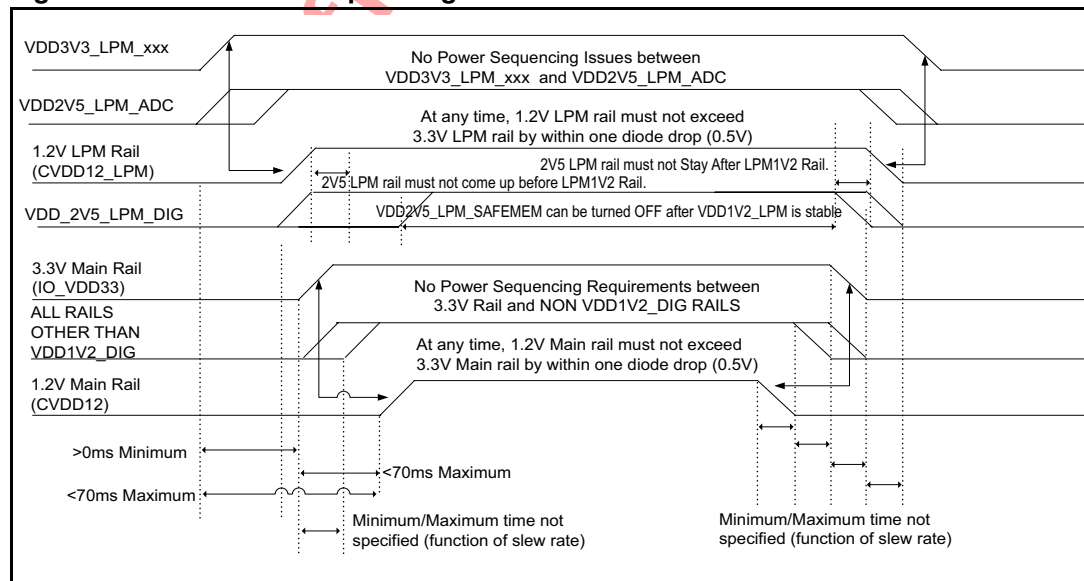 VDD3V3_LPM_xxx
No Power Sequencing Issues between
VDD3V3_LPM_xxx and VDD2V5_LPM_ADC
VDD2V5_LPM_ADC
At any time, 1.2V LPM rail must not exceed
3.3V LPM rail by within one diode drop (0.5V)
1.2V LPM Rail
(CVDD12_LPM)
2V5 LPM rail must not Stay After LPM1V2 Rail.
2V5 LPM rail must not come up before LPM1V2 Rail.
VDD_2V5_LPM_DIG
VDD2V5_LPM_SAFEMEM can be turned OFF after VDD1V2_LPM is stable
3.3V Main Rail
(IO_VDD33)
No Power Sequencing Requirements between
3.3V Rail and NON VDD1V2_DIG RAILS
ALL RAILS
OTHER THAN
VDD1V2_DIG
At any time, 1.2V Main rail must not exceed
3.3V Main rail by within one diode drop (0.5V)
1.2V Main Rail
(CVDD12)
>0ms Minimum
<70ms Maximum
<70ms Maximum
Minimum/Maximum time not
specified (function of slew rate)
Minimum/Maximum time not
specified (function of slew rate)